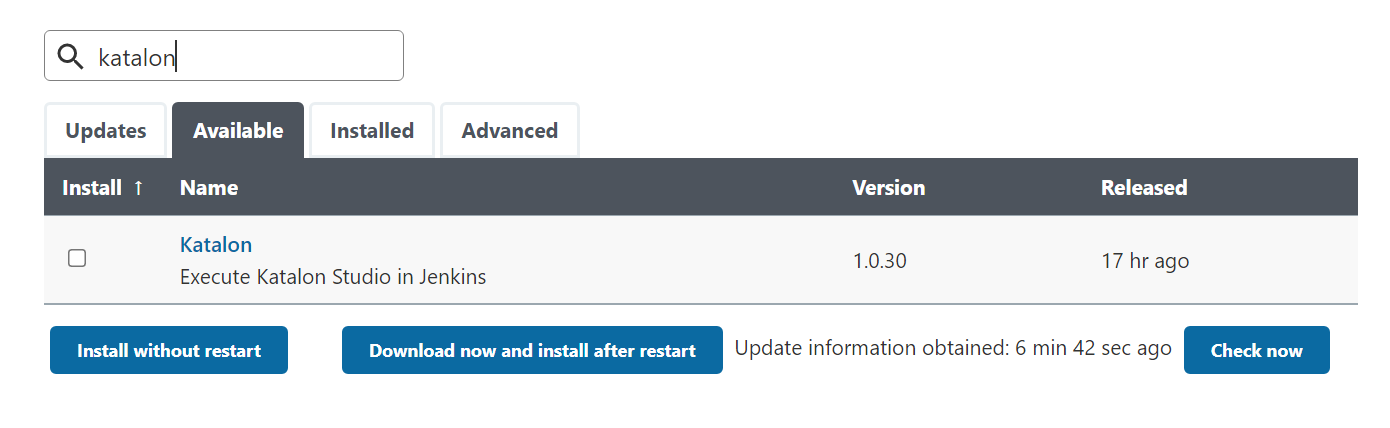 katalon
Updates Available Installed Advanced
Install ↑ Name Version Released
Katalon
Execute Katalon Studio in Jenkins
1.0.30 17 hr ago
Install without restart Download now and install after restart Update information obtained: 6 min 42 sec ago Check now